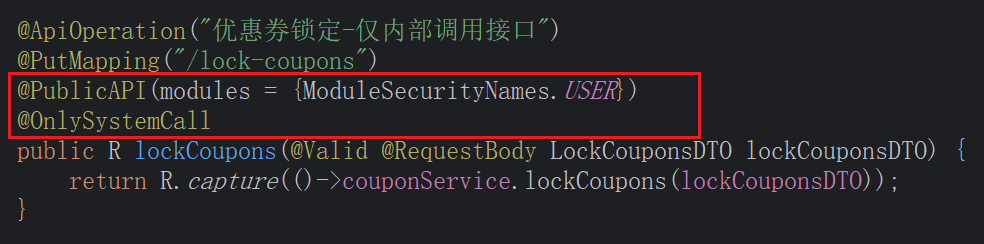 @ApiOperation("优惠券锁定-仅内部调用接口")
@PutMapping("/lock-coupons")
@PublicAPI(modules = {ModuleSecurityNames.USER})
@OnlySystemCall
public R lockCoupons(@Valid @RequestBody LockCouponsDTO lockCouponsDTO) {
    return R.capture(()->couponService.lockCoupons(lockCouponsDTO));
}